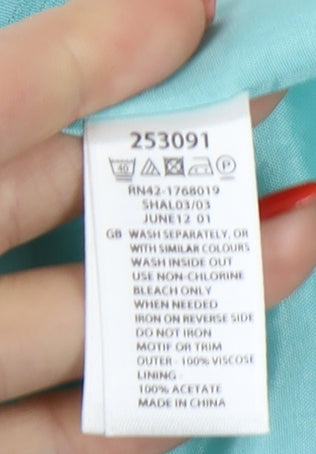 253091
40 P
RN42-1768019
SHAL03/03
JUNE12 01
GB WASH SEPARATELY, OR
WITH SIMILAR COLOURS
WASH INSIDE OUT
USE NON-CHLORINE
BLEACH ONLY
WHEN NEEDED
IRON ON REVERSE SIDE
DO NOT IRON
MOTIF OR TRIM
OUTER - 100% VISCOSE
LINING -
100% ACETATE
MADE IN CHINA